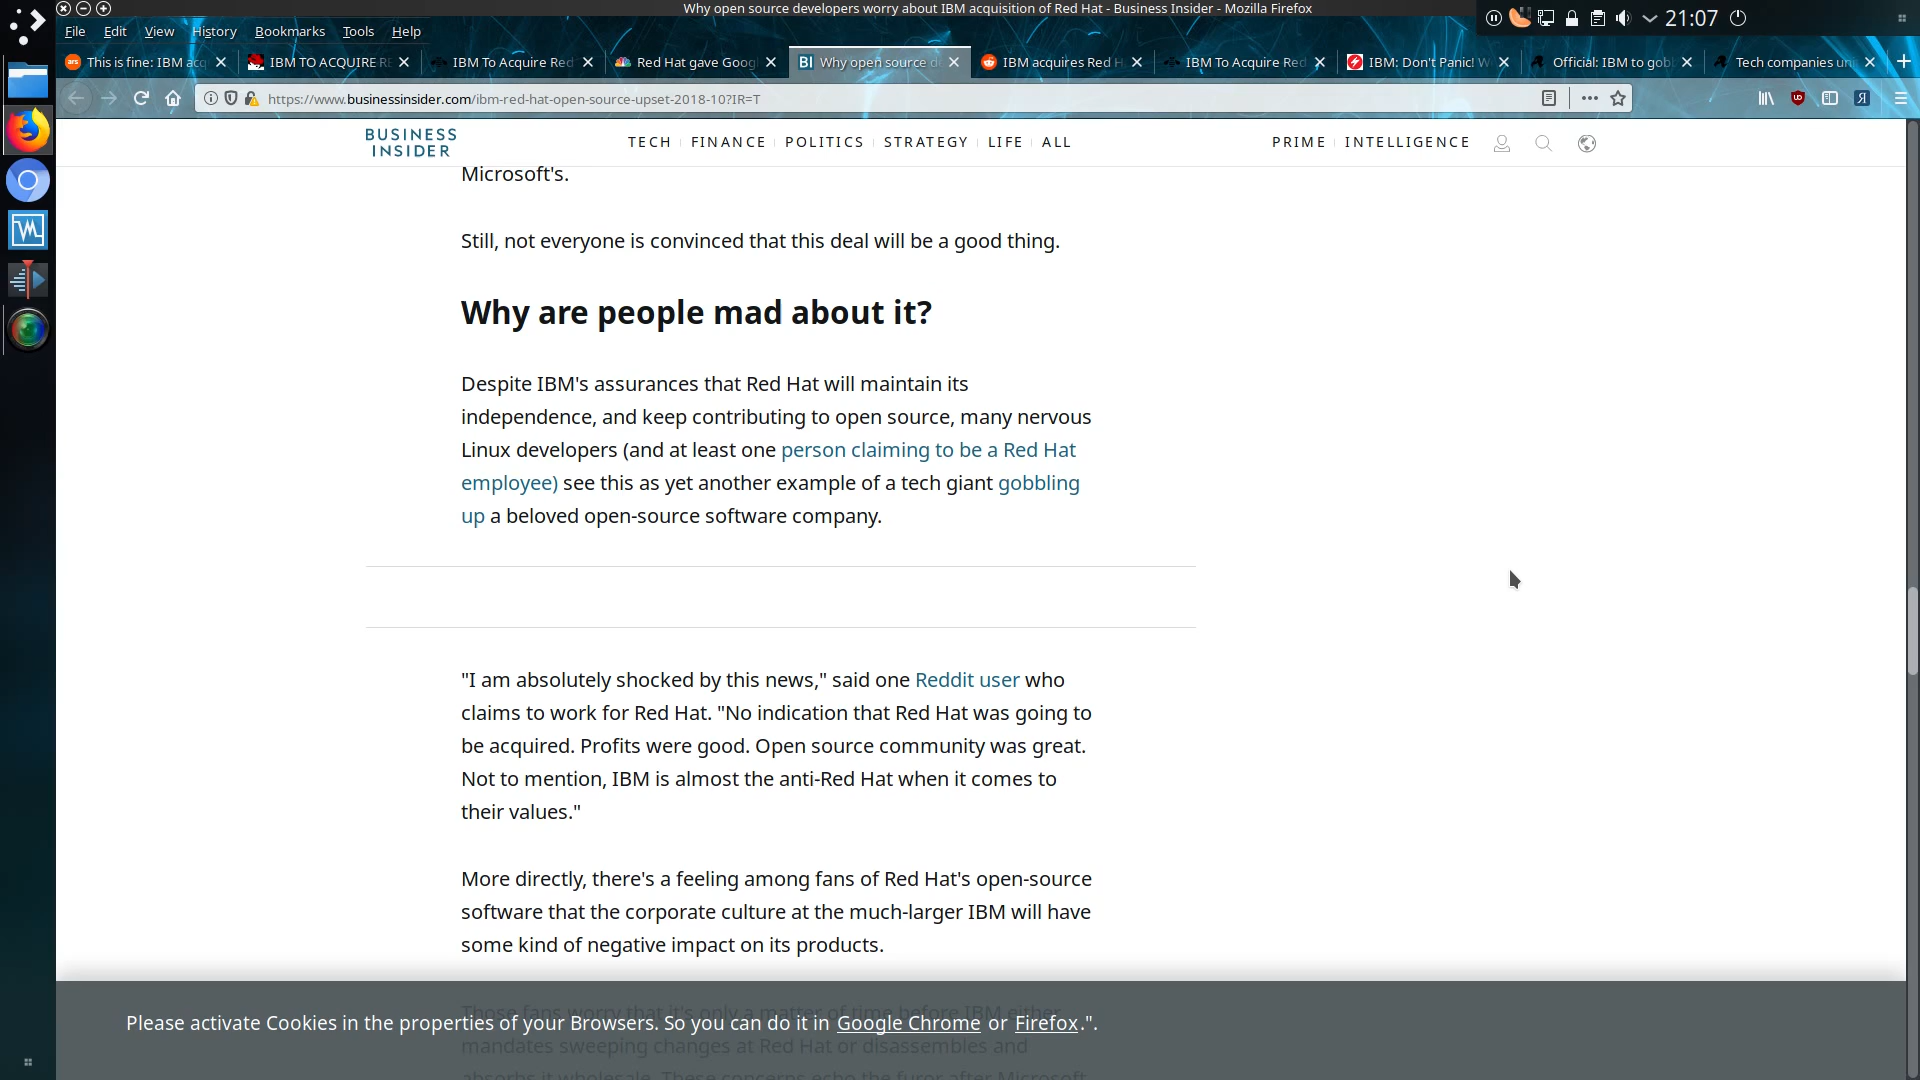 Why open source developers worry about IBM acquisition of Red Hat - Business Insider - Mozilla Firefox
21:07
File Edit View History Bookmarks Tools Help
This is fine: IBM acq
IBM TO ACQUIRE RE
IBM To Acquire Red
Red Hat gave Googl
Why open source de
IBM acquires Red H
IBM To Acquire Red
IBM: Don't Panic! W
Official: IBM to gobb
Tech companies uni
https://www.businessinsider.com/ibm-red-hat-open-source-upset-2018-10?IR=T
BUSINESS
INSIDER
TECH FINANCE POLITICS STRATEGY LIFE ALL
PRIME INTELLIGENCE
Microsoft's.
Still, not everyone is convinced that this deal will be a good thing.
Why are people mad about it?
Despite IBM's assurances that Red Hat will maintain its
independence, and keep contributing to open source, many nervous
Linux developers (and at least one person claiming to be a Red Hat
employee) see this as yet another example of a tech giant gobbling
up a beloved open-source software company.
"I am absolutely shocked by this news," said one Reddit user who
claims to work for Red Hat. "No indication that Red Hat was going to
be acquired. Profits were good. Open source community was great.
Not to mention, IBM is almost the anti-Red Hat when it comes to
their values."
More directly, there's a feeling among fans of Red Hat's open-source
software that the corporate culture at the much-larger IBM will have
some kind of negative impact on its products.
Those fans worry that it's only a matter of time before IBM either
Please activate Cookies in the properties of your Browsers. So you can do it in Google Chrome or Firefox.".
mandates sweeping changes at Red Hat or disassembles and
absorbs it wholesale. These concerns echo the furor after Microsoft